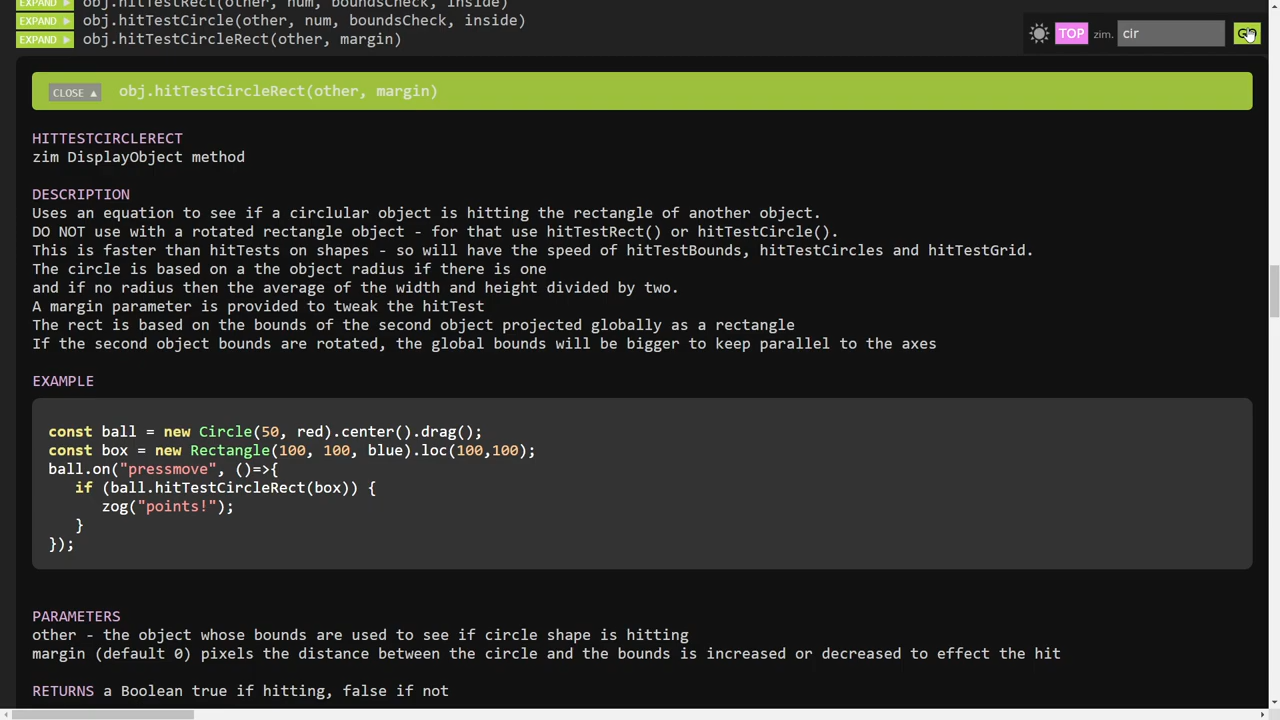 EXPAND ▶ obj.hitTestRect(other, num, boundsCheck, inside)
EXPAND ▶ obj.hitTestCircle(other, num, boundsCheck, inside)
EXPAND ▶ obj.hitTestCircleRect(other, margin)
TOP zim. cir
CLOSE ▲ obj.hitTestCircleRect(other, margin)
HITTESTCIRCLERECT
zim DisplayObject method
DESCRIPTION
Uses an equation to see if a circlular object is hitting the rectangle of another object.
DO NOT use with a rotated rectangle object - for that use hitTestRect() or hitTestCircle().
This is faster than hitTests on shapes - so will have the speed of hitTestBounds, hitTestCircles and hitTestGrid.
The circle is based on a the object radius if there is one
and if no radius then the average of the width and height divided by two.
A margin parameter is provided to tweak the hitTest
The rect is based on the bounds of the second object projected globally as a rectangle
If the second object bounds are rotated, the global bounds will be bigger to keep parallel to the axes
EXAMPLE
const ball = new Circle(50, red).center().drag();
const box = new Rectangle(100, 100, blue).loc(100,100);
ball.on("pressmove", ()=>{
if (ball.hitTestCircleRect(box)) {
zog("points!");
}
});
PARAMETERS
other - the object whose bounds are used to see if circle shape is hitting
margin (default 0) pixels the distance between the circle and the bounds is increased or decreased to effect the hit
RETURNS a Boolean true if hitting, false if not